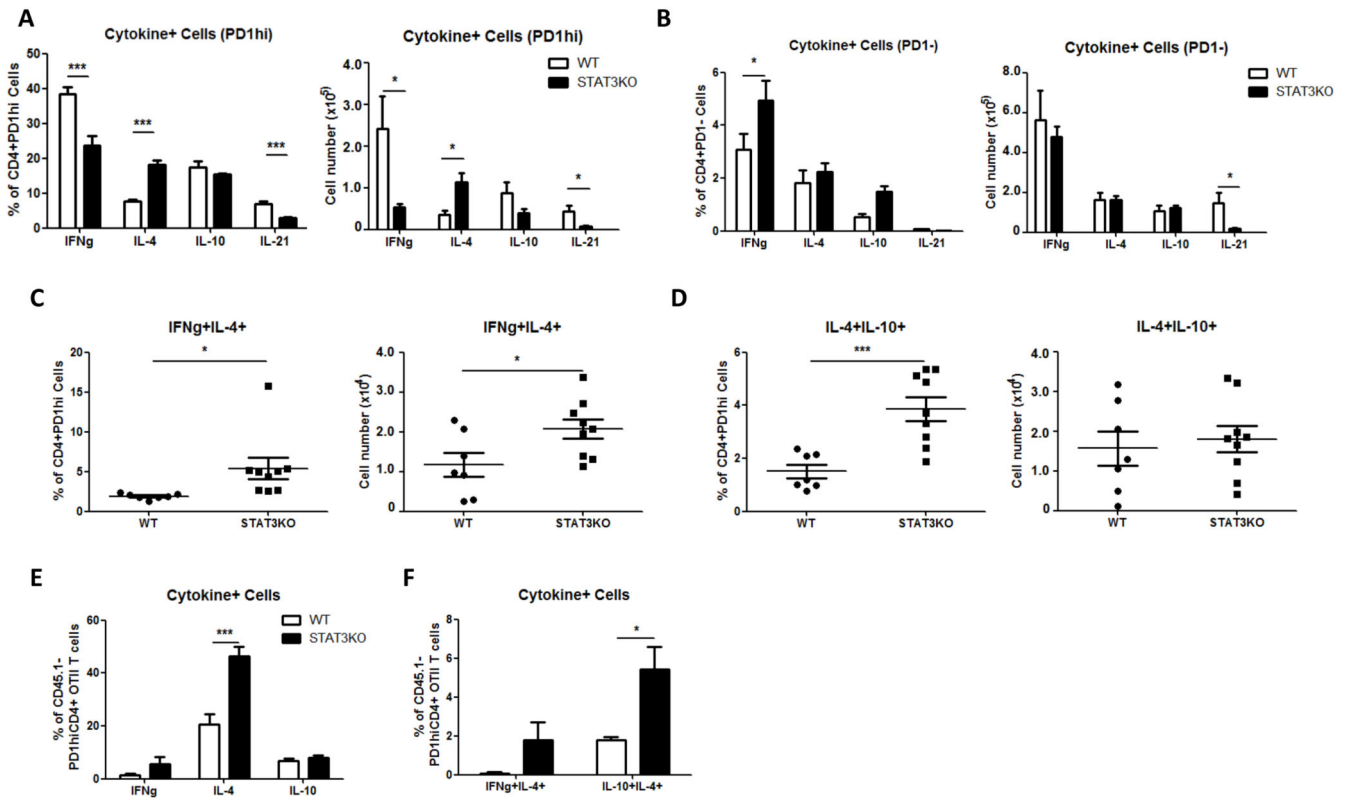 A
Cytokine+ Cells (PD1hi)
% of CD4+PD1hi Cells
50
40
30
20
10
0
***
***
***
IFNg
IL-4
IL-10
IL-21
Cytokine+ Cells (PD1hi)
WT
STAT3KO
Cell number (x10⁵)
4.0
3.0
2.0
1.0
0
*
*
*
IFNg
IL-4
IL-10
IL-21
B
Cytokine+ Cells (PD1-)
% of CD4+PD1- Cells
6
4
2
0
*
IFNg
IL-4
IL-10
IL-21
Cytokine+ Cells (PD1-)
WT
STAT3KO
Cell number (x10⁵)
8.0
6.0
4.0
2.0
0
*
IFNg
IL-4
IL-10
IL-21
C
IFNg+IL-4+
% of CD4+PD1hi Cells
20
15
10
5
0
*
WT
STAT3KO
IFNg+IL-4+
Cell number (x10⁴)
4.0
3.0
2.0
1.0
0
*
WT
STAT3KO
D
IL-4+IL-10+
% of CD4+PD1hi Cells
6
4
2
0
***
WT
STAT3KO
IL-4+IL-10+
Cell number (x10⁴)
4.0
3.0
2.0
1.0
0
WT
STAT3KO
E
Cytokine+ Cells
WT
STAT3KO
% of CD45.1-
PD1hiCD4+ OTII T cells
60
40
20
0
***
IFNg
IL-4
IL-10
F
Cytokine+ Cells
% of CD45.1-
PD1hiCD4+ OTII T cells
8
6
4
2
0
*
IFNg+IL-4+
IL-10+IL-4+